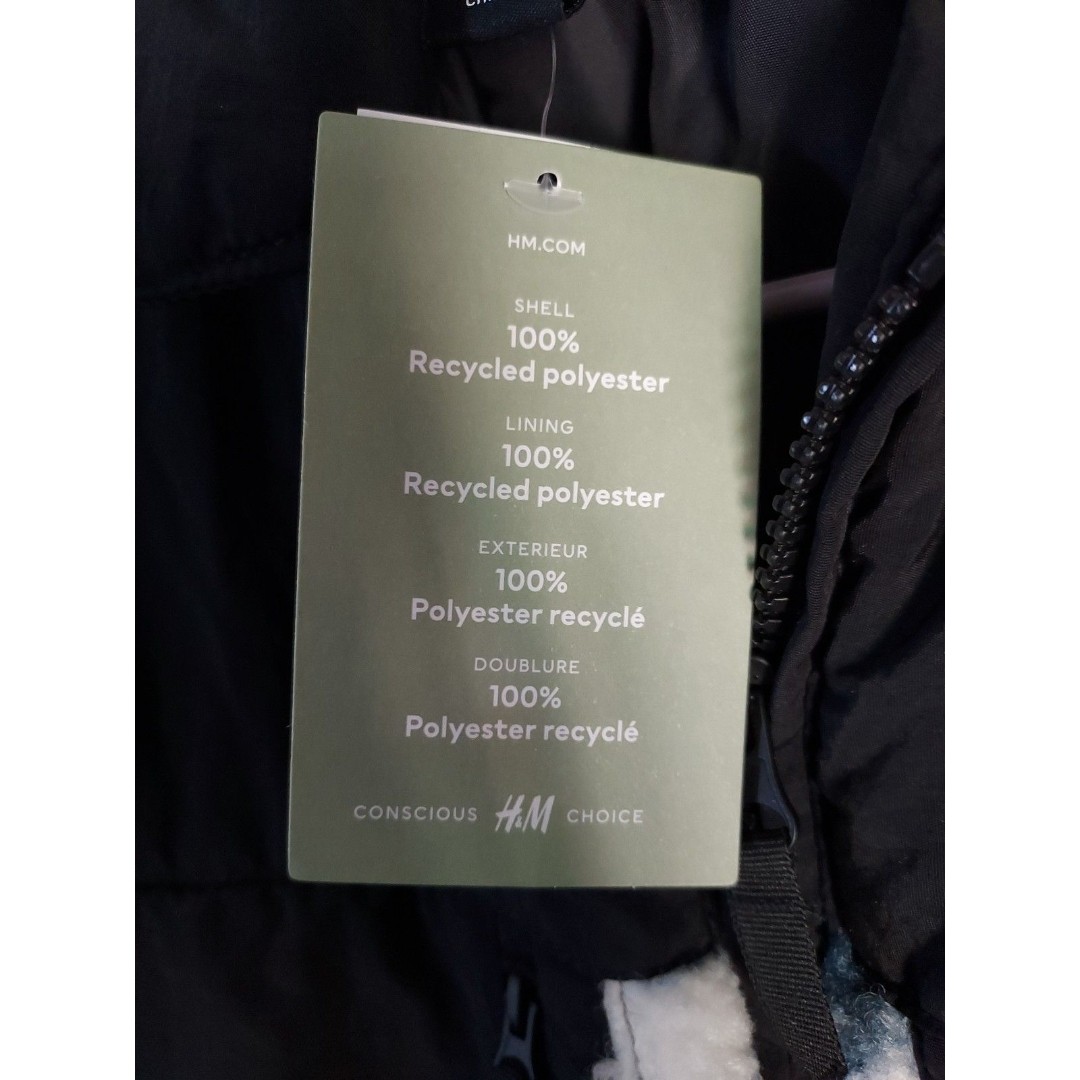 HM.COM
SHELL
100%
Recycled polyester
LINING
100%
Recycled polyester
EXTERIEUR
100%
Polyester recyclé
DOUBLURE
100%
Polyester recyclé
CONSCIOUS H&M CHOICE